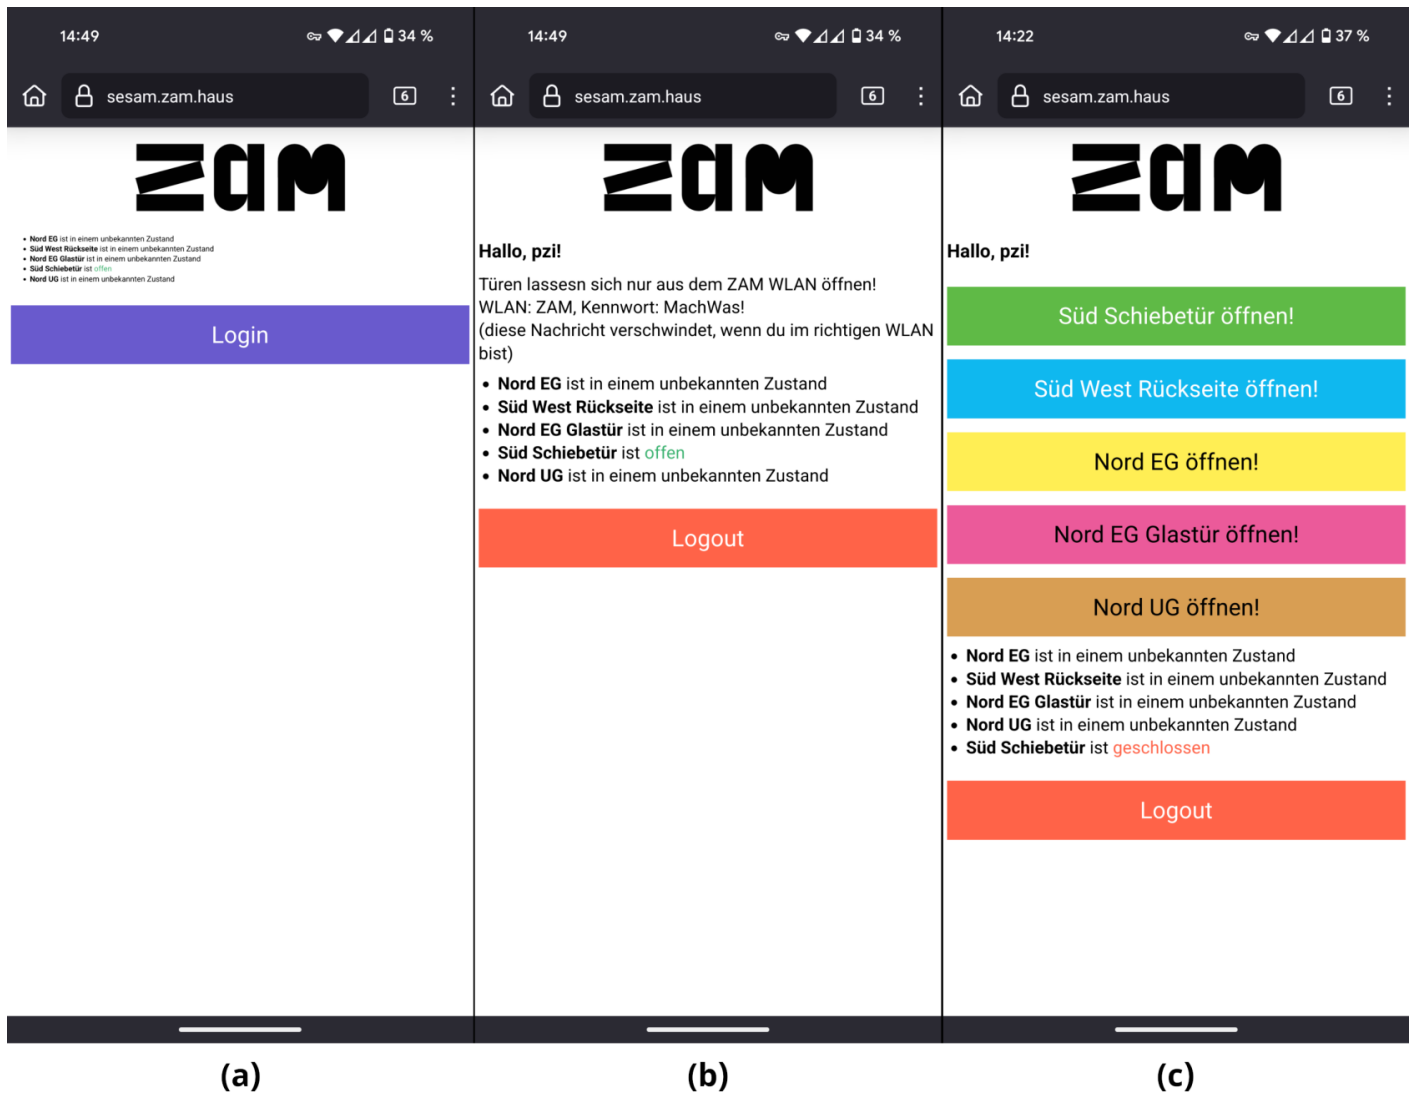 14:49
34 %
6
sesam.zam.haus
zam
Nord EG ist in einem unbekannten Zustand
Süd West Rückseite ist in einem unbekannten Zustand
Nord EG Glastür ist in einem unbekannten Zustand
Süd Schiebetür ist offen
Nord UG ist in einem unbekannten Zustand
Login
(a)
14:49
34 %
6
sesam.zam.haus
zam
Hallo, pzi!
Türen lassesn sich nur aus dem ZAM WLAN öffnen!
WLAN: ZAM, Kennwort: MachWas!
(diese Nachricht verschwindet, wenn du im richtigen WLAN
bist)
Nord EG ist in einem unbekannten Zustand
Süd West Rückseite ist in einem unbekannten Zustand
Nord EG Glastür ist in einem unbekannten Zustand
Süd Schiebetür ist offen
Nord UG ist in einem unbekannten Zustand
Logout
(b)
14:22
37 %
6
sesam.zam.haus
zam
Hallo, pzi!
Süd Schiebetür öffnen!
Süd West Rückseite öffnen!
Nord EG öffnen!
Nord EG Glastür öffnen!
Nord UG öffnen!
Nord EG ist in einem unbekannten Zustand
Süd West Rückseite ist in einem unbekannten Zustand
Nord EG Glastür ist in einem unbekannten Zustand
Nord UG ist in einem unbekannten Zustand
Süd Schiebetür ist geschlossen
Logout
(c)